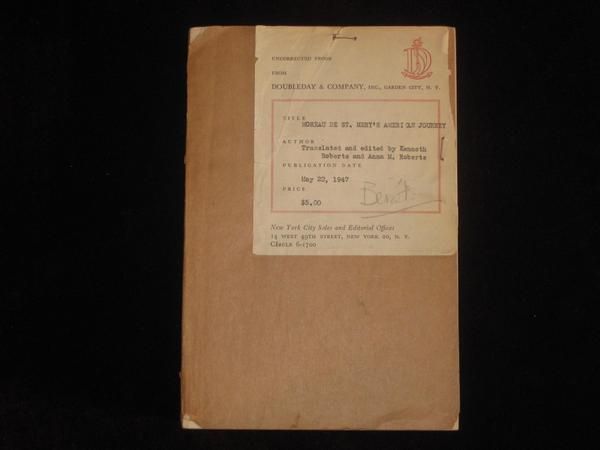 UNCORRECTED PROOF
FROM
DOUBLEDAY & COMPANY, INC., GARDEN CITY, N. Y.
TITLE
MOREAU DE ST. MERY'S AMERICAN JOURNEY
AUTHOR
Translated and edited by Kenneth
Roberts and Anna M. Roberts
PUBLICATION DATE
May 22, 1947
PRICE
$5.00
New York City Sales and Editorial Offices
14 WEST 49TH STREET, NEW YORK 20, N. Y.
CIRCLE 6-1700